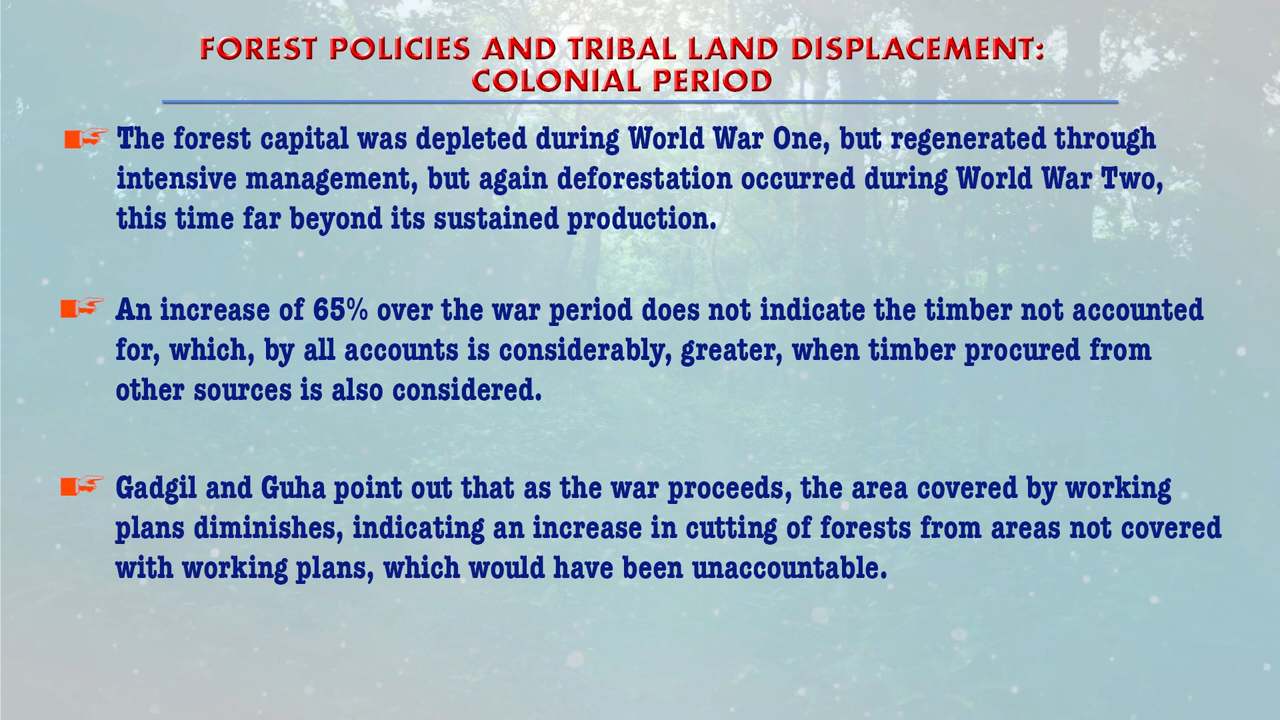 FOREST POLICIES AND TRIBAL LAND DISPLACEMENT:
COLONIAL PERIOD
The forest capital was depleted during World War One, but regenerated through
intensive management, but again deforestation occurred during World War Two,
this time far beyond its sustained production.
An increase of 65% over the war period does not indicate the timber not accounted
for, which, by all accounts is considerably, greater, when timber procured from
other sources is also considered.
Gadgil and Guha point out that as the war proceeds, the area covered by working
plans diminishes, indicating an increase in cutting of forests from areas not covered
with working plans, which would have been unaccountable.